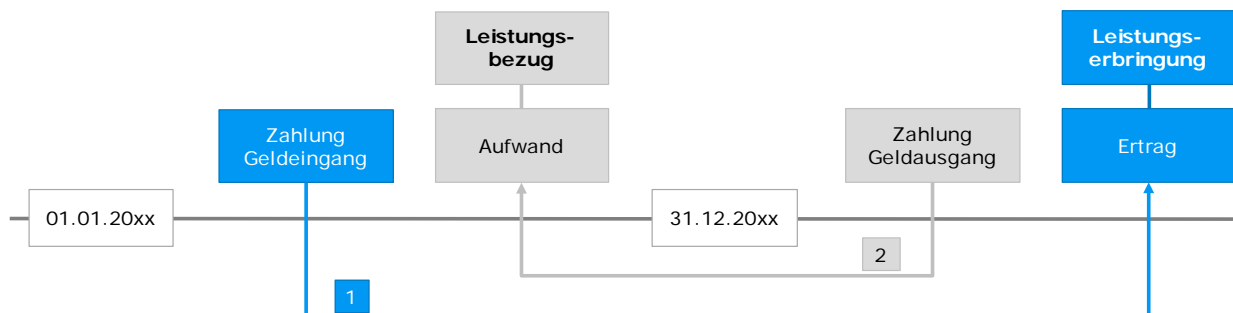 Leistungs-
bezug
Leistungs-
erbringung
Zahlung
Geldeingang
Aufwand
Zahlung
Geldausgang
Ertrag
01.01.20xx
31.12.20xx
2
1